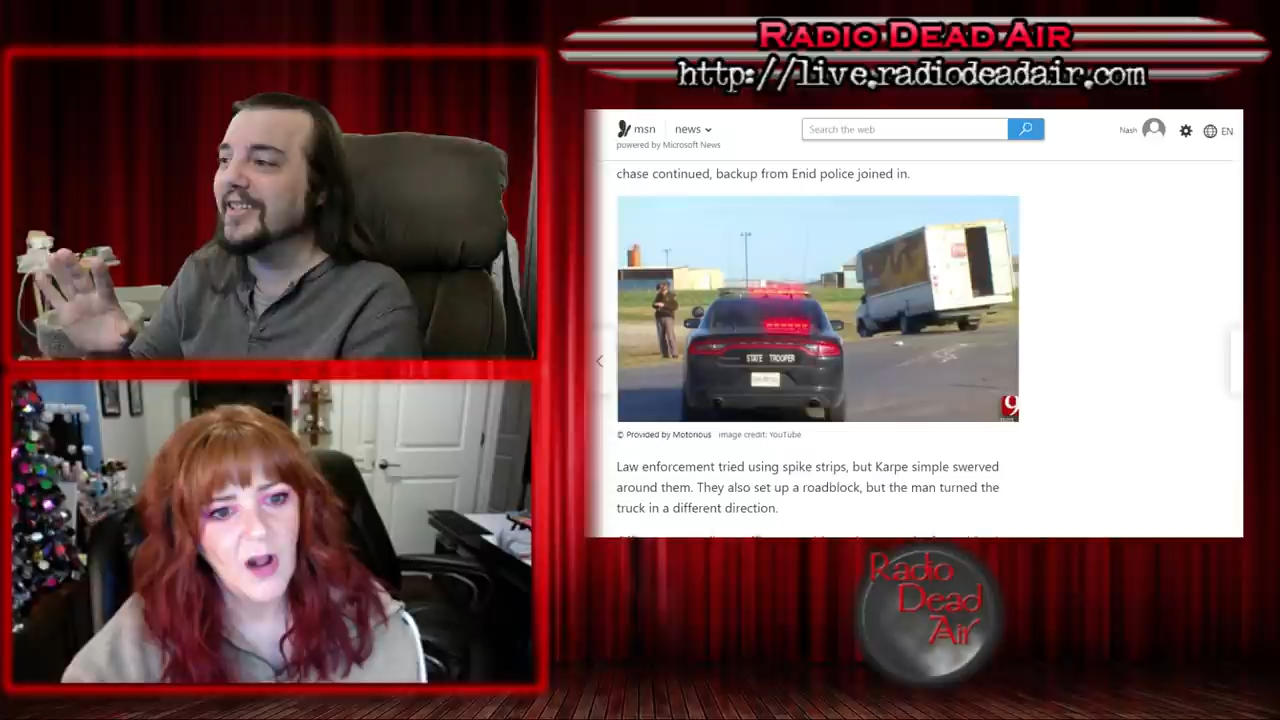 RADIO DEAD AIR
http://live.radiodeadair.com
msn news
powered by Microsoft News
Search the web
Nash
EN
chase continued, backup from Enid police joined in.
STATE TROOPER
9
© Provided by Motorious image credit: YouTube
Law enforcement tried using spike strips, but Karpe simple swerved
around them. They also set up a roadblock, but the man turned the
truck in a different direction.
Radio
Dead
Air